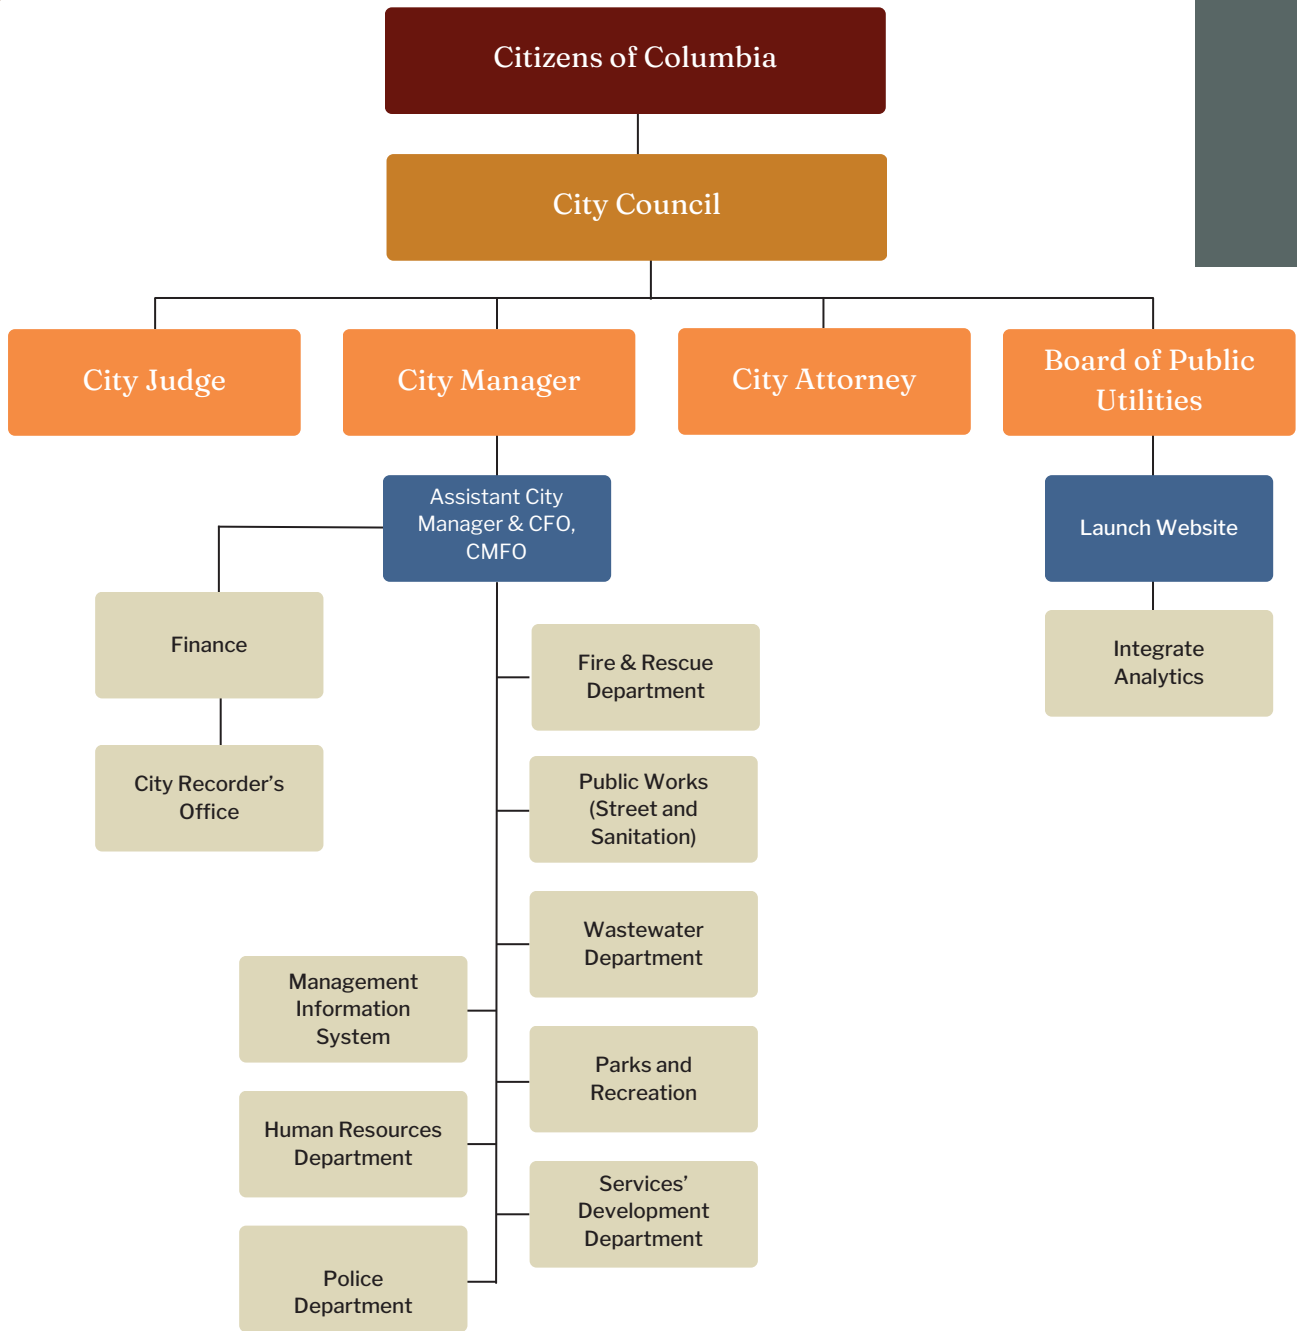 Citizens of Columbia
City Council
City Judge
City Manager
City Attorney
Board of Public
Utilities
Assistant City
Manager & CFO,
CMFO
Launch Website
Finance
Integrate
Analytics
Fire & Rescue
Department
City Recorder’s
Office
Public Works
(Street and
Sanitation)
Wastewater
Department
Management
Information
System
Parks and
Recreation
Human Resources
Department
Services’
Development
Department
Police
Department